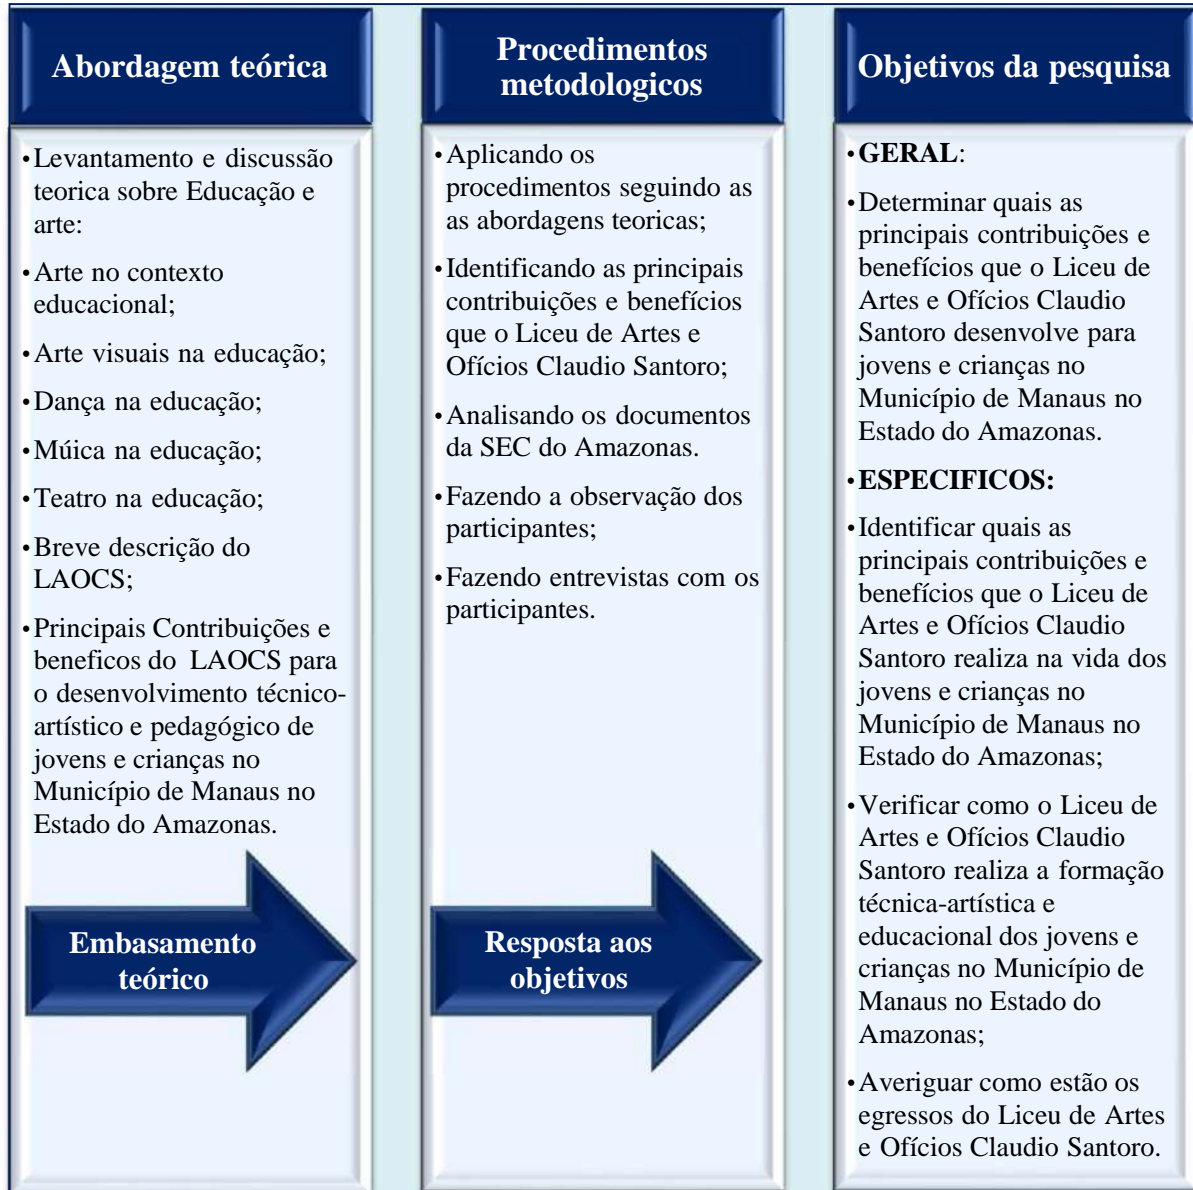 Abordagem teórica
•Levantamento e discussão
teorica sobre Educação e
arte:
•Arte no contexto
educacional;
•Arte visuais na educação;
•Dança na educação;
•Múica na educação;
•Teatro na educação;
•Breve descrição do
LAOCS;
•Principais Contribuições e
beneficos do LAOCS para
o desenvolvimento técnico-
artístico e pedagógico de
jovens e crianças no
Município de Manaus no
Estado do Amazonas.
Embasamento
teórico
Procedimentos
metodologicos
•Aplicando os
procedimentos seguindo as
as abordagens teoricas;
•Identificando as principais
contribuições e benefícios
que o Liceu de Artes e
Ofícios Claudio Santoro;
•Analisando os documentos
da SEC do Amazonas.
•Fazendo a observação dos
participantes;
•Fazendo entrevistas com os
participantes.
Resposta aos
objetivos
Objetivos da pesquisa
•GERAL:
•Determinar quais as
principais contribuições e
benefícios que o Liceu de
Artes e Ofícios Claudio
Santoro desenvolve para
jovens e crianças no
Município de Manaus no
Estado do Amazonas.
•ESPECIFICOS:
•Identificar quais as
principais contribuições e
benefícios que o Liceu de
Artes e Ofícios Claudio
Santoro realiza na vida dos
jovens e crianças no
Município de Manaus no
Estado do Amazonas;
•Verificar como o Liceu de
Artes e Ofícios Claudio
Santoro realiza a formação
técnica-artística e
educacional dos jovens e
crianças no Município de
Manaus no Estado do
Amazonas;
•Averiguar como estão os
egressos do Liceu de Artes
e Ofícios Claudio Santoro.